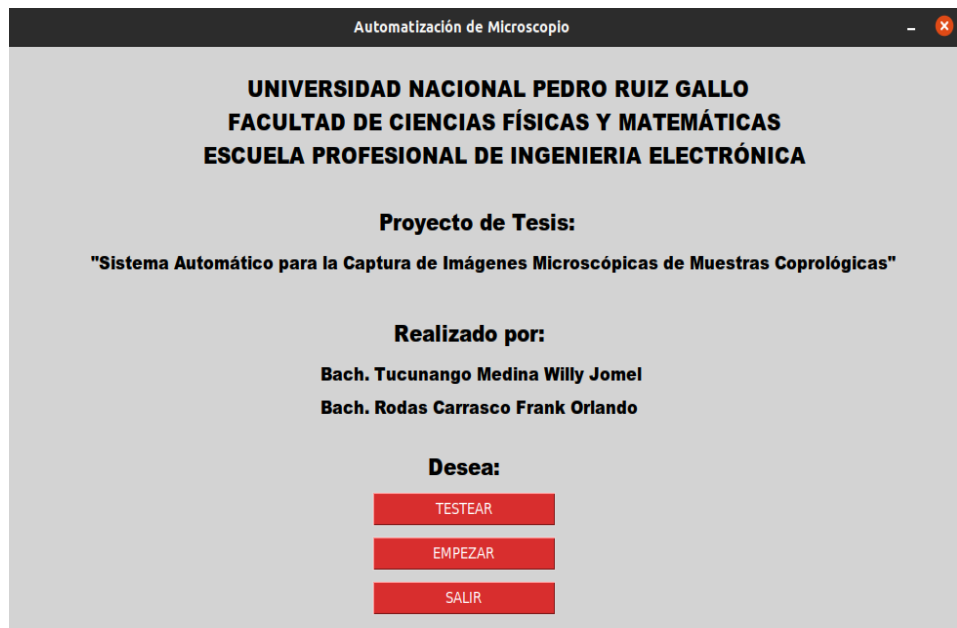 Automatización de Microscopio
UNIVERSIDAD NACIONAL PEDRO RUIZ GALLO
FACULTAD DE CIENCIAS FÍSICAS Y MATEMÁTICAS
ESCUELA PROFESIONAL DE INGENIERIA ELECTRÓNICA
Proyecto de Tesis:
"Sistema Automático para la Captura de Imágenes Microscópicas de Muestras Coprológicas"
Realizado por:
Bach. Tucunango Medina Willy Jomel
Bach. Rodas Carrasco Frank Orlando
Desea:
TESTEAR
EMPEZAR
SALIR